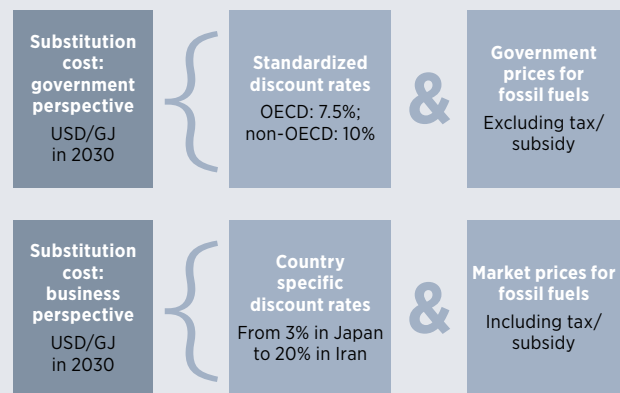 Substitution
cost:
government
perspective
USD/GJ
in 2030
Standardized
discount rates
OECD: 7.5%;
non-OECD: 10%
&
Government
prices for
fossil fuels
Excluding tax/
subsidy
Substitution
cost:
business
perspective
USD/GJ
in 2030
Country
specific
discount rates
From 3% in Japan
to 20% in Iran
&
Market prices for
fossil fuels
Including tax/
subsidy